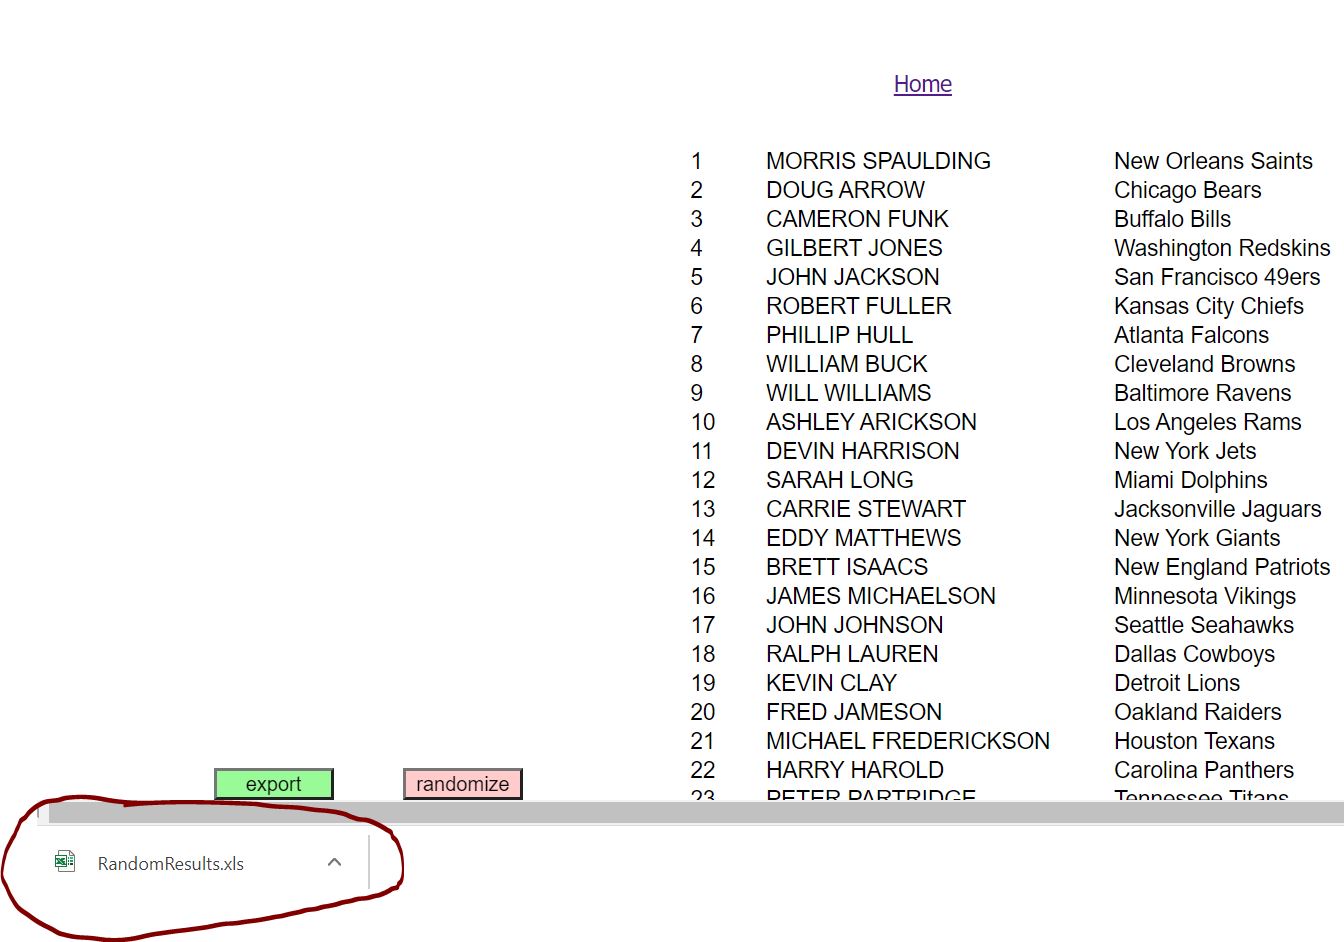 Home
1 MORRIS SPAULDING New Orleans Saints
2 DOUG ARROW Chicago Bears
3 CAMERON FUNK Buffalo Bills
4 GILBERT JONES Washington Redskins
5 JOHN JACKSON San Francisco 49ers
6 ROBERT FULLER Kansas City Chiefs
7 PHILLIP HULL Atlanta Falcons
8 WILLIAM BUCK Cleveland Browns
9 WILL WILLIAMS Baltimore Ravens
10 ASHLEY ARICKSON Los Angeles Rams
11 DEVIN HARRISON New York Jets
12 SARAH LONG Miami Dolphins
13 CARRIE STEWART Jacksonville Jaguars
14 EDDY MATTHEWS New York Giants
15 BRETT ISAACS New England Patriots
16 JAMES MICHAELSON Minnesota Vikings
17 JOHN JOHNSON Seattle Seahawks
18 RALPH LAUREN Dallas Cowboys
19 KEVIN CLAY Detroit Lions
20 FRED JAMESON Oakland Raiders
21 MICHAEL FREDERICKSON Houston Texans
22 HARRY HAROLD Carolina Panthers
23 PETER PARTRIDGE Tennessee Titans
export randomize
RandomResults.xls